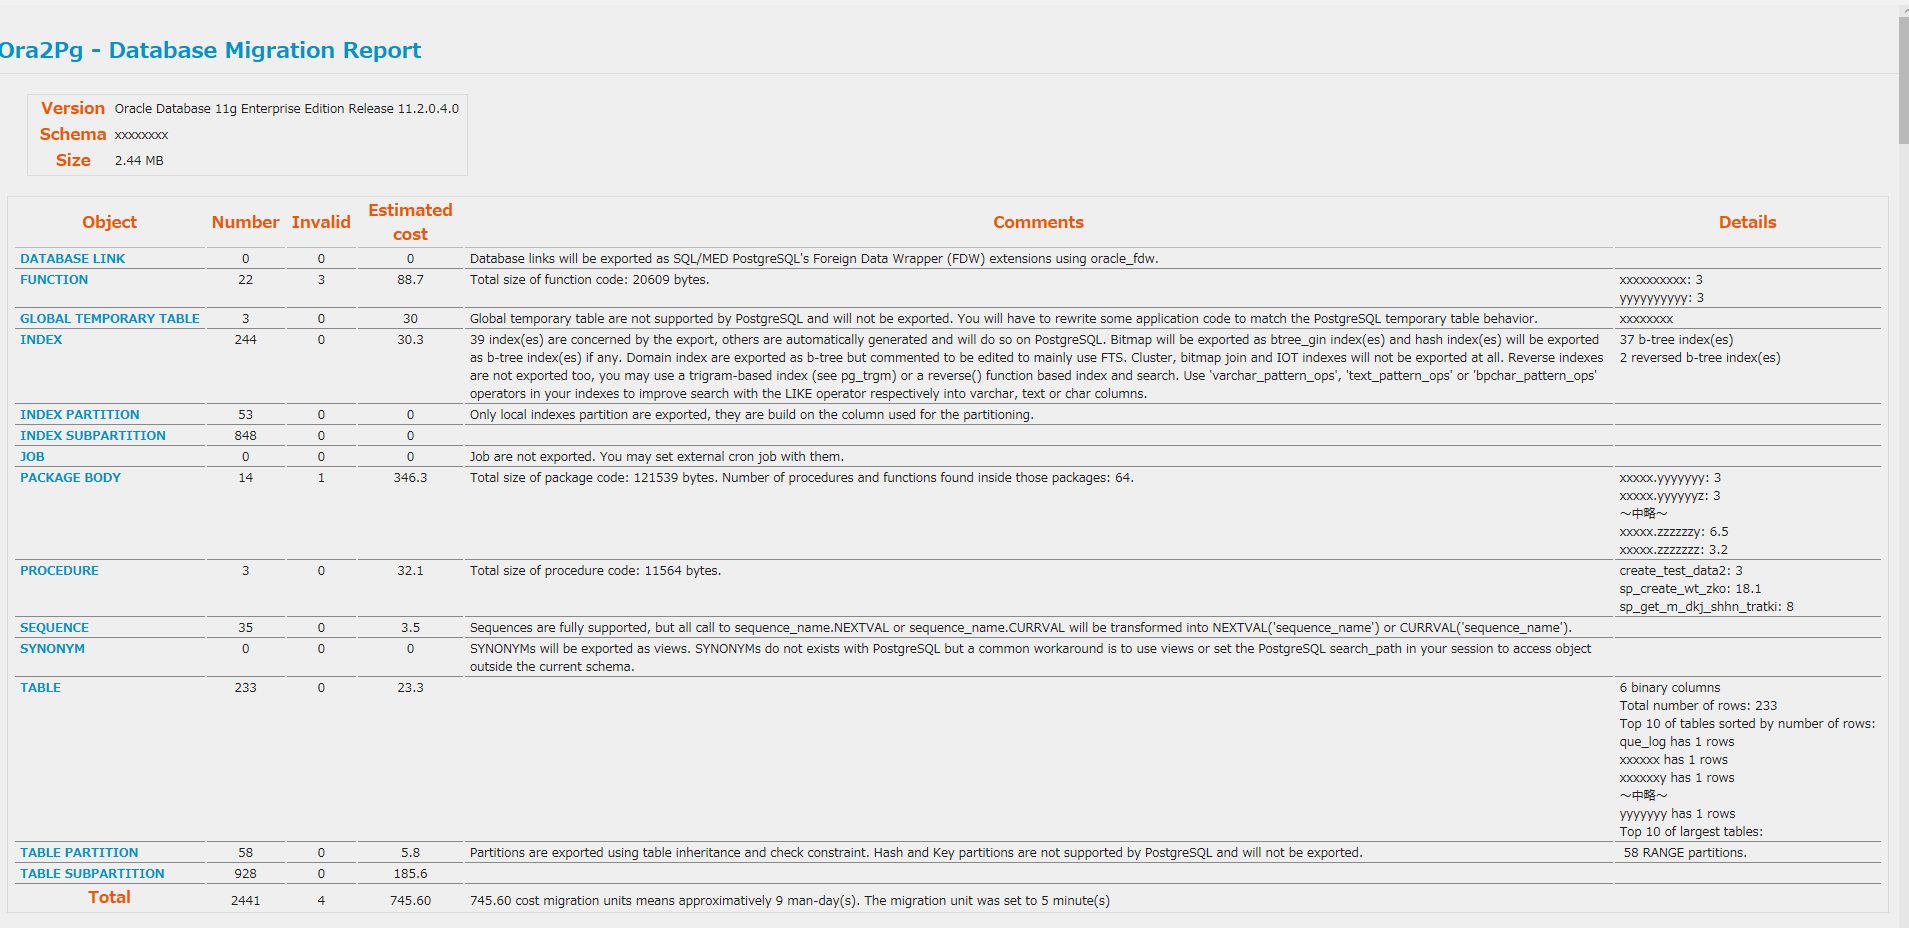 Ora2Pg - Database Migration Report
Version Oracle Database 11g Enterprise Edition Release 11.2.0.4.0
Schema xxxxxxxx
Size 2.44 MB
Object Number Invalid Estimated cost Comments Details
DATABASE LINK 0 0 0 Database links will be exported as SQL/MED PostgreSQL's Foreign Data Wrapper (FDW) extensions using oracle_fdw.
FUNCTION 22 3 88.7 Total size of function code: 20609 bytes. xxxxxxxxxx: 3
yyyyyyyyyy: 3
GLOBAL TEMPORARY TABLE 3 0 30 Global temporary table are not supported by PostgreSQL and will not be exported. You will have to rewrite some application code to match the PostgreSQL temporary table behavior. xxxxxxxx
INDEX 244 0 30.3 39 index(es) are concerned by the export, others are automatically generated and will do so on PostgreSQL. Bitmap will be exported as btree_gin index(es) and hash index(es) will be exported 37 b-tree index(es)
as b-tree index(es) if any. Domain index are exported as b-tree but commented to be edited to mainly use FTS. Cluster, bitmap join and IOT indexes will not be exported at all. Reverse indexes 2 reversed b-tree index(es)
are not exported too, you may use a trigram-based index (see pg_trgm) or a reverse() function based index and search. Use 'varchar_pattern_ops', 'text_pattern_ops' or 'bpchar_pattern_ops'
operators in your indexes to improve search with the LIKE operator respectively into varchar, text or char columns.
INDEX PARTITION 53 0 0 Only local indexes partition are exported, they are build on the column used for the partitioning.
INDEX SUBPARTITION 848 0 0
JOB 0 0 0 Job are not exported. You may set external cron job with them.
PACKAGE BODY 14 1 346.3 Total size of package code: 121539 bytes. Number of procedures and functions found inside those packages: 64. xxxxx.yyyyyyy: 3
xxxxx.yyyyyyz: 3
～中略～
xxxxx.zzzzzzy: 6.5
xxxxx.zzzzzzz: 3.2
PROCEDURE 3 0 32.1 Total size of procedure code: 11564 bytes. create_test_data2: 3
sp_create_wt_zko: 18.1
sp_get_m_dkj_shhn_tratki: 8
SEQUENCE 35 0 3.5 Sequences are fully supported, but all call to sequence_name.NEXTVAL or sequence_name.CURRVAL will be transformed into NEXTVAL('sequence_name') or CURRVAL('sequence_name').
SYNONYM 0 0 0 SYNONYMs will be exported as views. SYNONYMs do not exists with PostgreSQL but a common workaround is to use views or set the PostgreSQL search_path in your session to access object
outside the current schema.
TABLE 233 0 23.3 6 binary columns
Total number of rows: 233
Top 10 of tables sorted by number of rows:
que_log has 1 rows
xxxxxx has 1 rows
xxxxxxy has 1 rows
～中略～
yyyyyyy has 1 rows
Top 10 of largest tables:
TABLE PARTITION 58 0 5.8 Partitions are exported using table inheritance and check constraint. Hash and Key partitions are not supported by PostgreSQL and will not be exported. 58 RANGE partitions.
TABLE SUBPARTITION 928 0 185.6
Total 2441 4 745.60 745.60 cost migration units means approximatively 9 man-day(s). The migration unit was set to 5 minute(s)